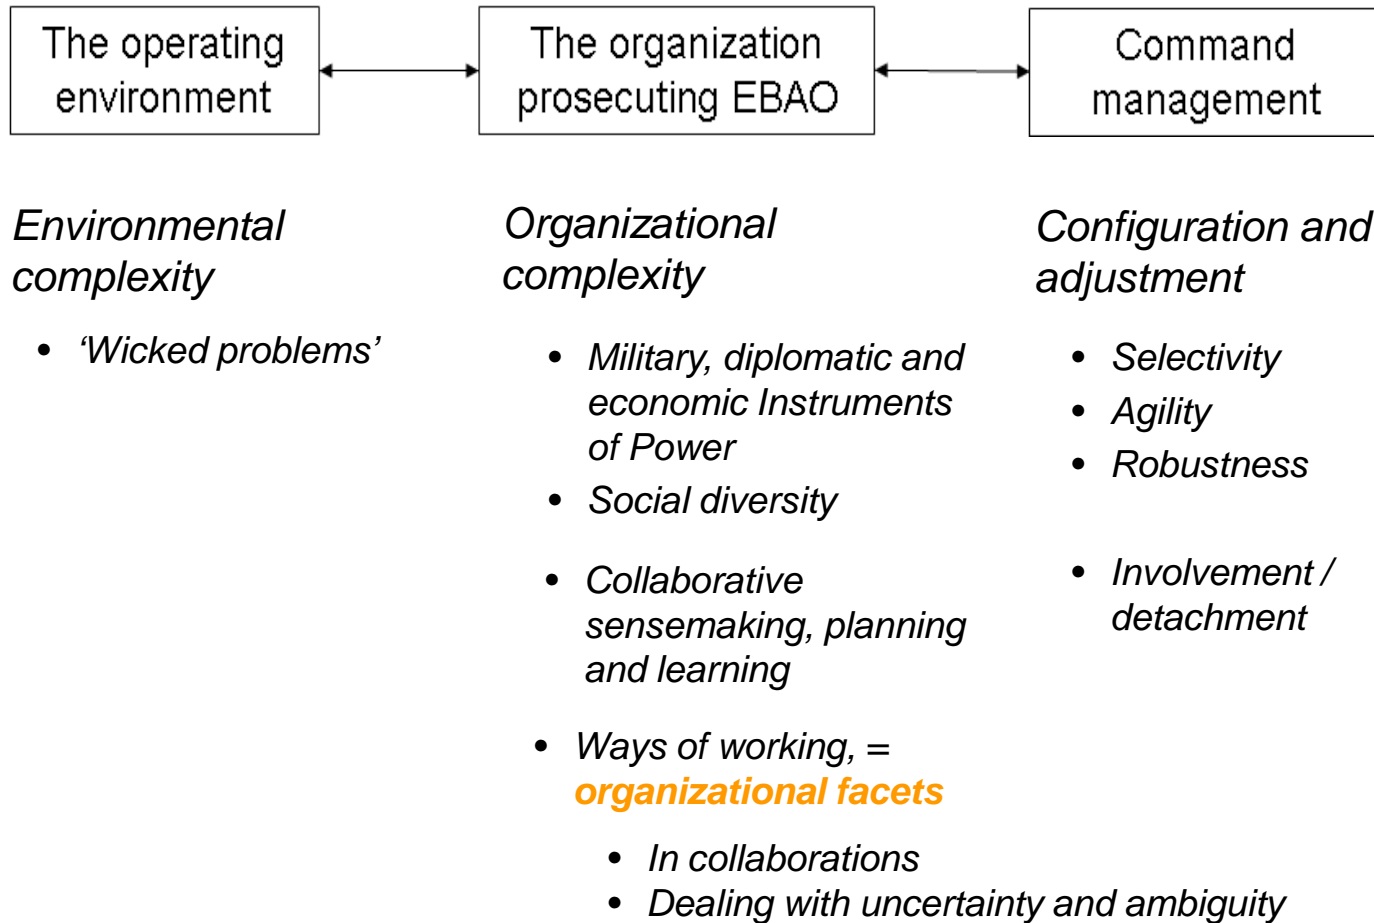 The operating
environment
The organization
prosecuting EBAO
Command
management
Environmental
complexity
• ‘Wicked problems’
Organizational
complexity
• Military, diplomatic and
economic Instruments
of Power
• Social diversity
• Collaborative
sensemaking, planning
and learning
• Ways of working, =
organizational facets
• In collaborations
• Dealing with uncertainty and ambiguity
Configuration and
adjustment
• Selectivity
• Agility
• Robustness
• Involvement /
detachment